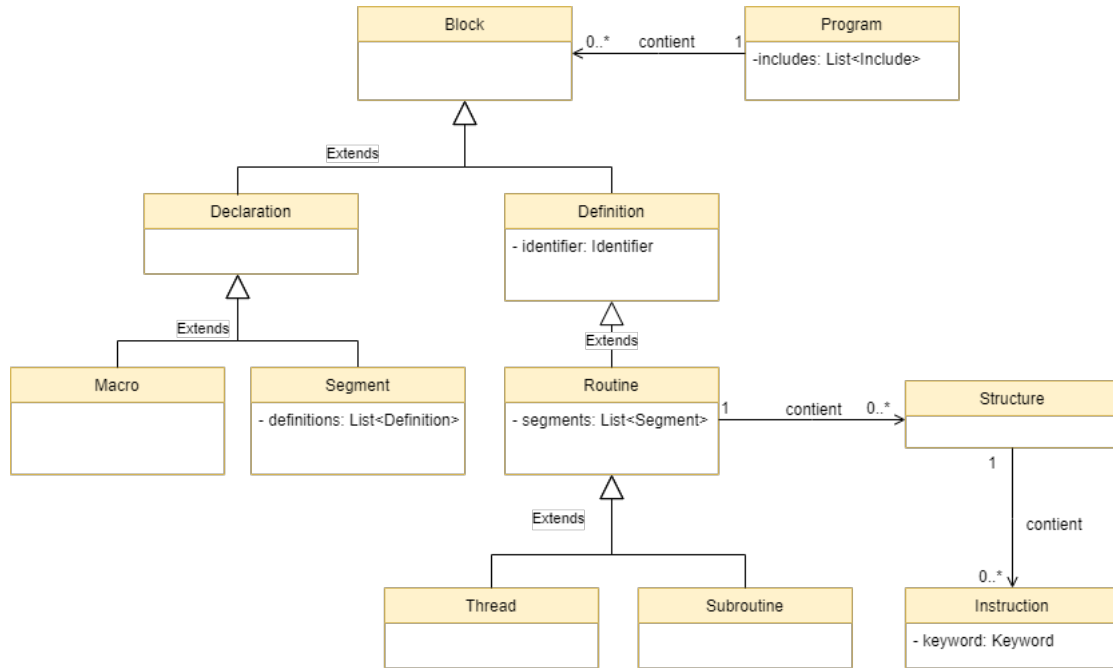 Block
Program
0..*
contient
1
-includes: List<Include>
Extends
Declaration
Definition
- identifier: Identifier
Extends
Extends
Macro
Segment
- definitions: List<Definition>
Routine
- segments: List<Segment>
1
contient
0..*
Structure
1
contient
0..*
Extends
Thread
Subroutine
Instruction
- keyword: Keyword